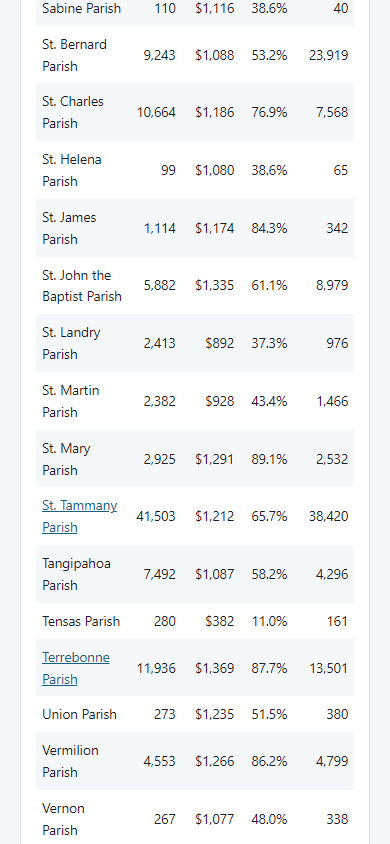 Sabine Parish 110 $1,116 38.6% 40
St. Bernard
Parish 9,243 $1,088 53.2% 23,919
St. Charles
Parish 10,664 $1,186 76.9% 7,568
St. Helena
Parish 99 $1,080 38.6% 65
St. James
Parish 1,114 $1,174 84.3% 342
St. John the
Baptist Parish 5,882 $1,335 61.1% 8,979
St. Landry
Parish 2,413 $892 37.3% 976
St. Martin
Parish 2,382 $928 43.4% 1,466
St. Mary
Parish 2,925 $1,291 89.1% 2,532
St. Tammany
Parish 41,503 $1,212 65.7% 38,420
Tangipahoa
Parish 7,492 $1,087 58.2% 4,296
Tensas Parish 280 $382 11.0% 161
Terrebonne
Parish 11,936 $1,369 87.7% 13,501
Union Parish 273 $1,235 51.5% 380
Vermilion
Parish 4,553 $1,266 86.2% 4,799
Vernon
Parish 267 $1,077 48.0% 338